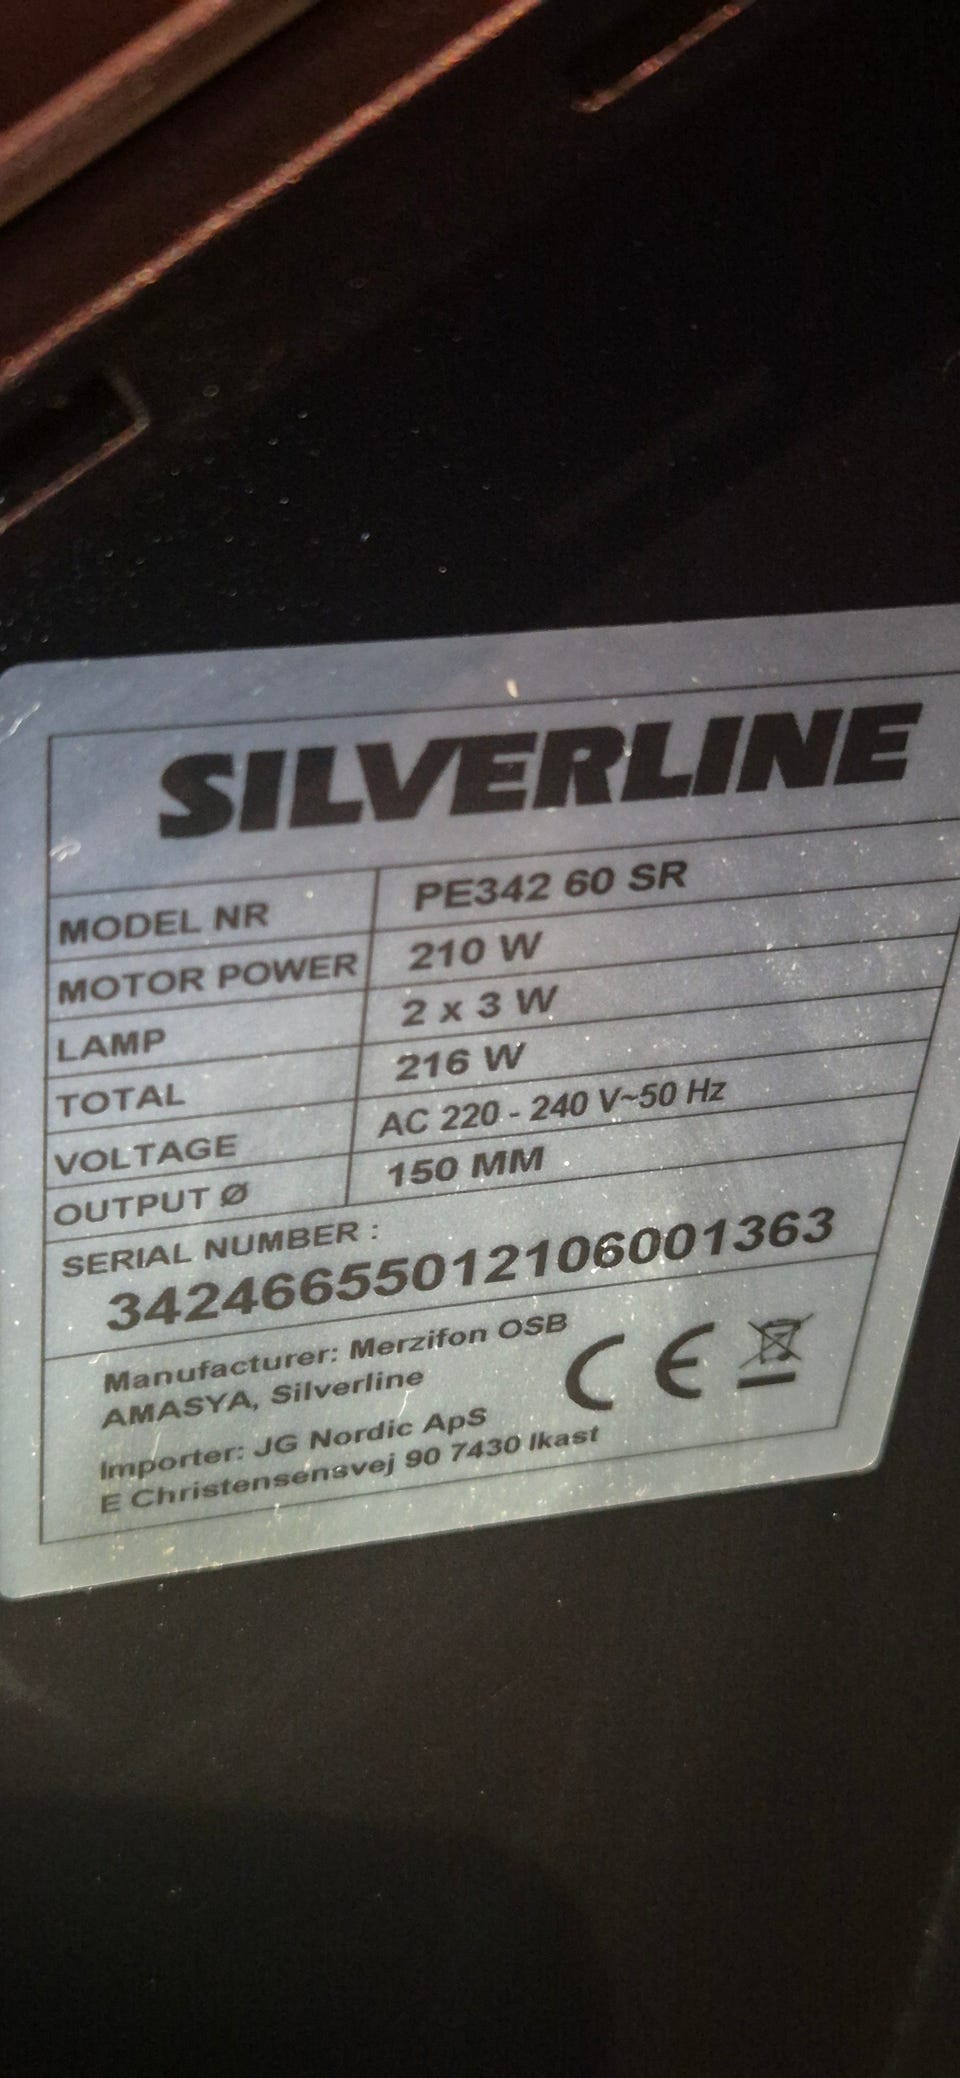 SILVERLINE
MODEL NR PE342 60 SR
MOTOR POWER 210 W
LAMP 2 x 3 W
TOTAL 216 W
VOLTAGE AC 220 - 240 V~50 Hz
OUTPUT Ø 150 MM
SERIAL NUMBER :
34246655012106001363
Manufacturer: Merzifon OSB
AMASYA, Silverline
CE
Importer: JG Nordic ApS
E Christensensvej 90 7430 Ikast